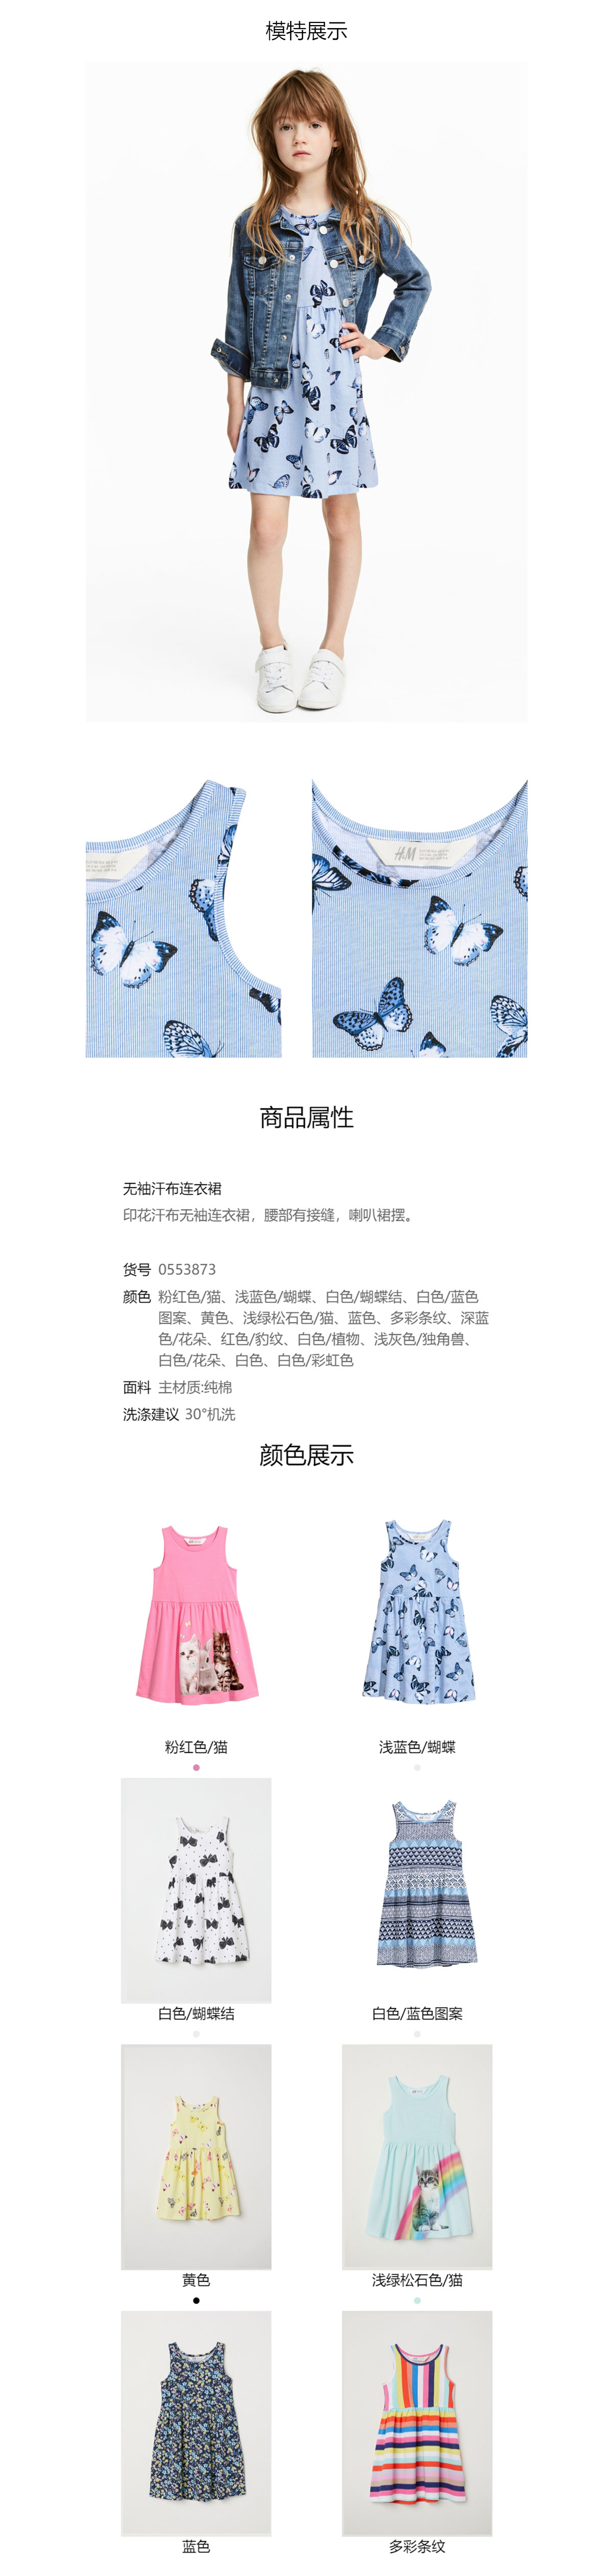 模特展示
H&M
商品属性
无袖汗布连衣裙
印花汗布无袖连衣裙，腰部有接缝，喇叭裙摆。
货号 0553873
颜色 粉红色/猫、浅蓝色/蝴蝶、白色/蝴蝶结、白色/蓝色
图案、黄色、浅绿松石色/猫、蓝色、多彩条纹、深蓝
色/花朵、红色/豹纹、白色/植物、浅灰色/独角兽、
白色/花朵、白色、白色/彩虹色
面料 主材质:纯棉
洗涤建议 30°机洗
颜色展示
粉红色/猫
浅蓝色/蝴蝶
白色/蝴蝶结
白色/蓝色图案
黄色
浅绿松石色/猫
蓝色
多彩条纹